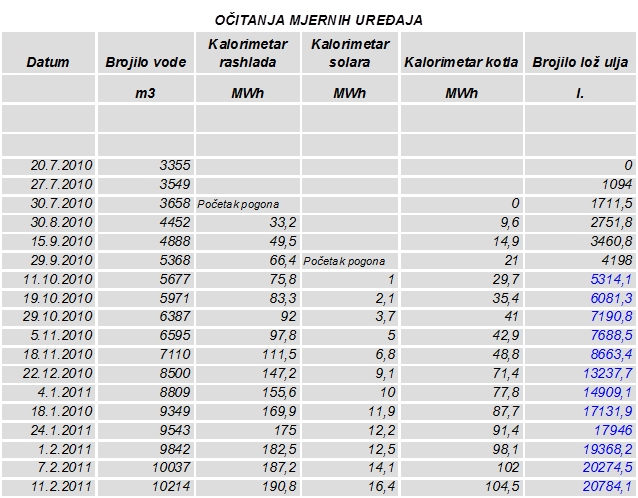 OČITANJA MJERNIH UREĐAJA
Datum Brojilo vode Kalorimetar rashlada Kalorimetar solara Kalorimetar kotla Brojilo lož ulja
m3 MWh MWh MWh l.
20.7.2010 3355 0
27.7.2010 3549 1094
30.7.2010 3658 Početak pogona 0 1711,5
30.8.2010 4452 33,2 9,6 2751,8
15.9.2010 4888 49,5 14,9 3460,8
29.9.2010 5368 66,4 Početak pogona 21 4198
11.10.2010 5677 75,8 1 29,7 5314,1
19.10.2010 5971 83,3 2,1 35,4 6081,3
29.10.2010 6387 92 3,7 41 7190,8
5.11.2010 6595 97,8 5 42,9 7688,5
18.11.2010 7110 111,5 6,8 48,8 8663,4
22.12.2010 8500 147,2 9,1 71,4 13237,7
4.1.2011 8809 155,6 10 77,8 14909,1
18.1.2010 9349 169,9 11,9 87,7 17131,9
24.1.2011 9543 175 12,2 91,4 17946
1.2.2011 9842 182,5 12,5 98,1 19368,2
7.2.2011 10037 187,2 14,1 102 20274,5
11.2.2011 10214 190,8 16,4 104,5 20784,1